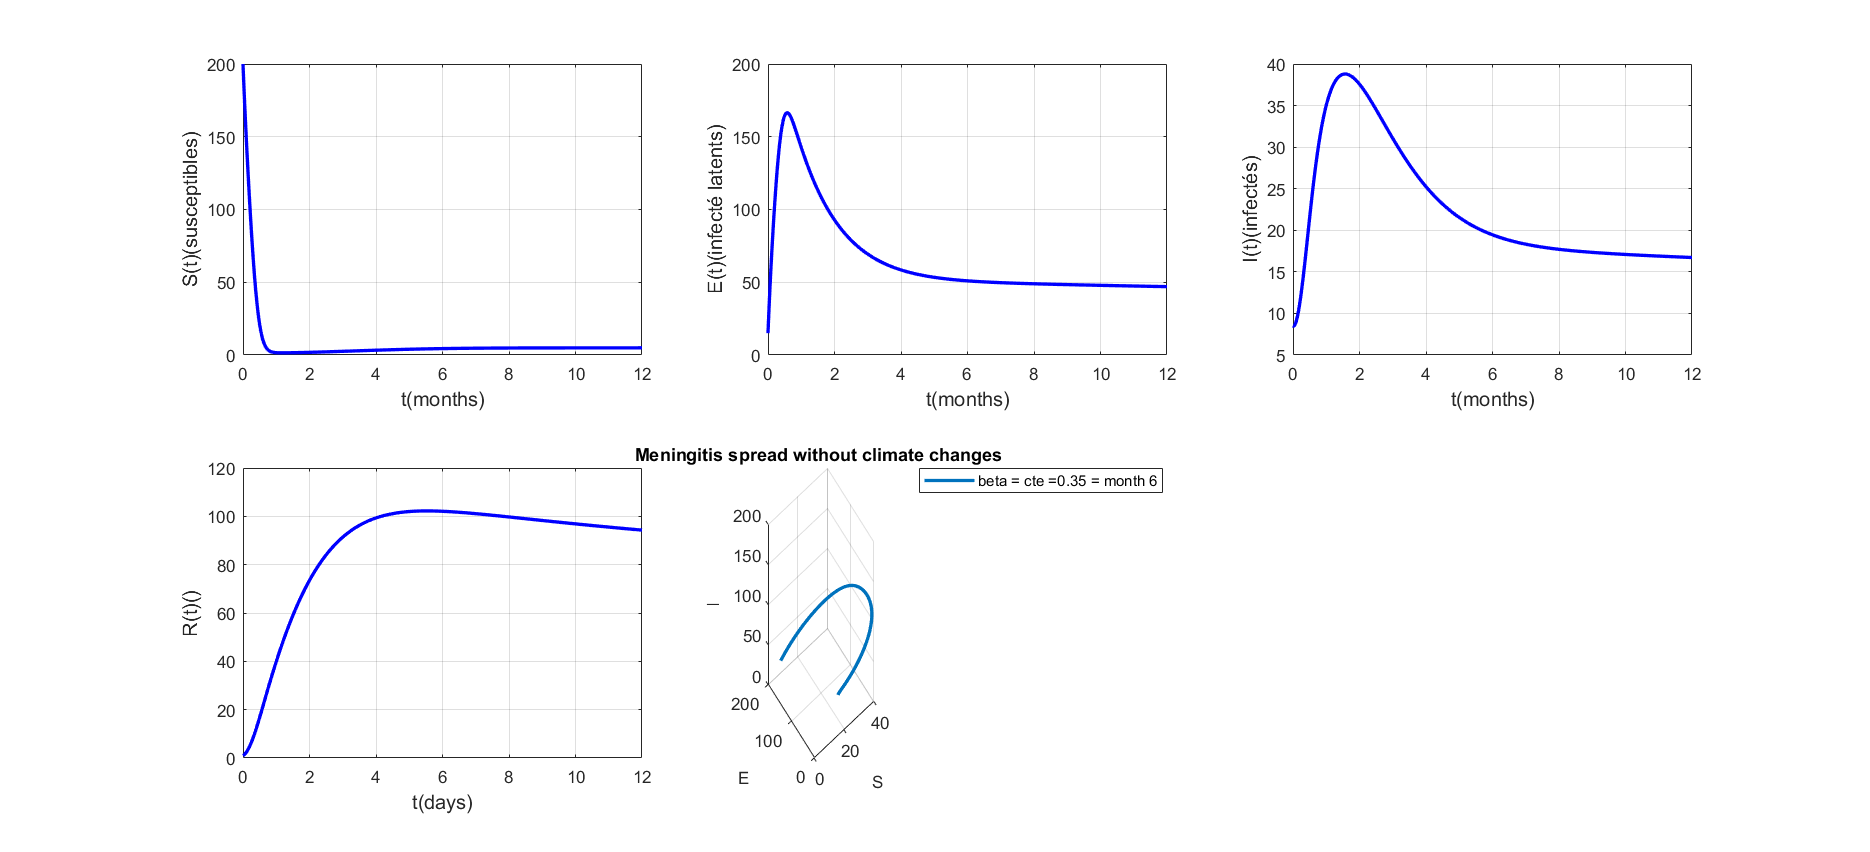 200
150
100
50
0
0 2 4 6 8 10 12
t(months)
S(t)(susceptibles)
200
150
100
50
0
0 2 4 6 8 10 12
t(months)
E(t)(infecté latents)
40
35
30
25
20
15
10
5
0 2 4 6 8 10 12
t(months)
I(t)(infectés)
120
100
80
60
40
20
0
0 2 4 6 8 10 12
t(days)
R(t)()
Meningitis spread without climate changes
beta = cte =0.35 = month 6
200
150
100
50
0
I
200
100
0
E
0
20
40
S